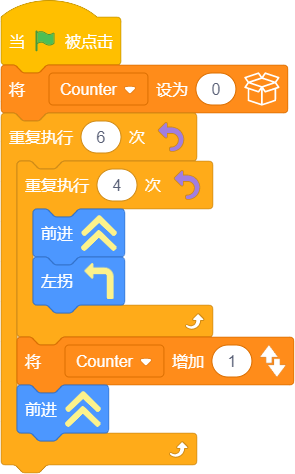 当 被点击
将 Counter 设为 0
重复执行 6 次
重复执行 4 次
前进
左拐
将 Counter 增加 1
前进